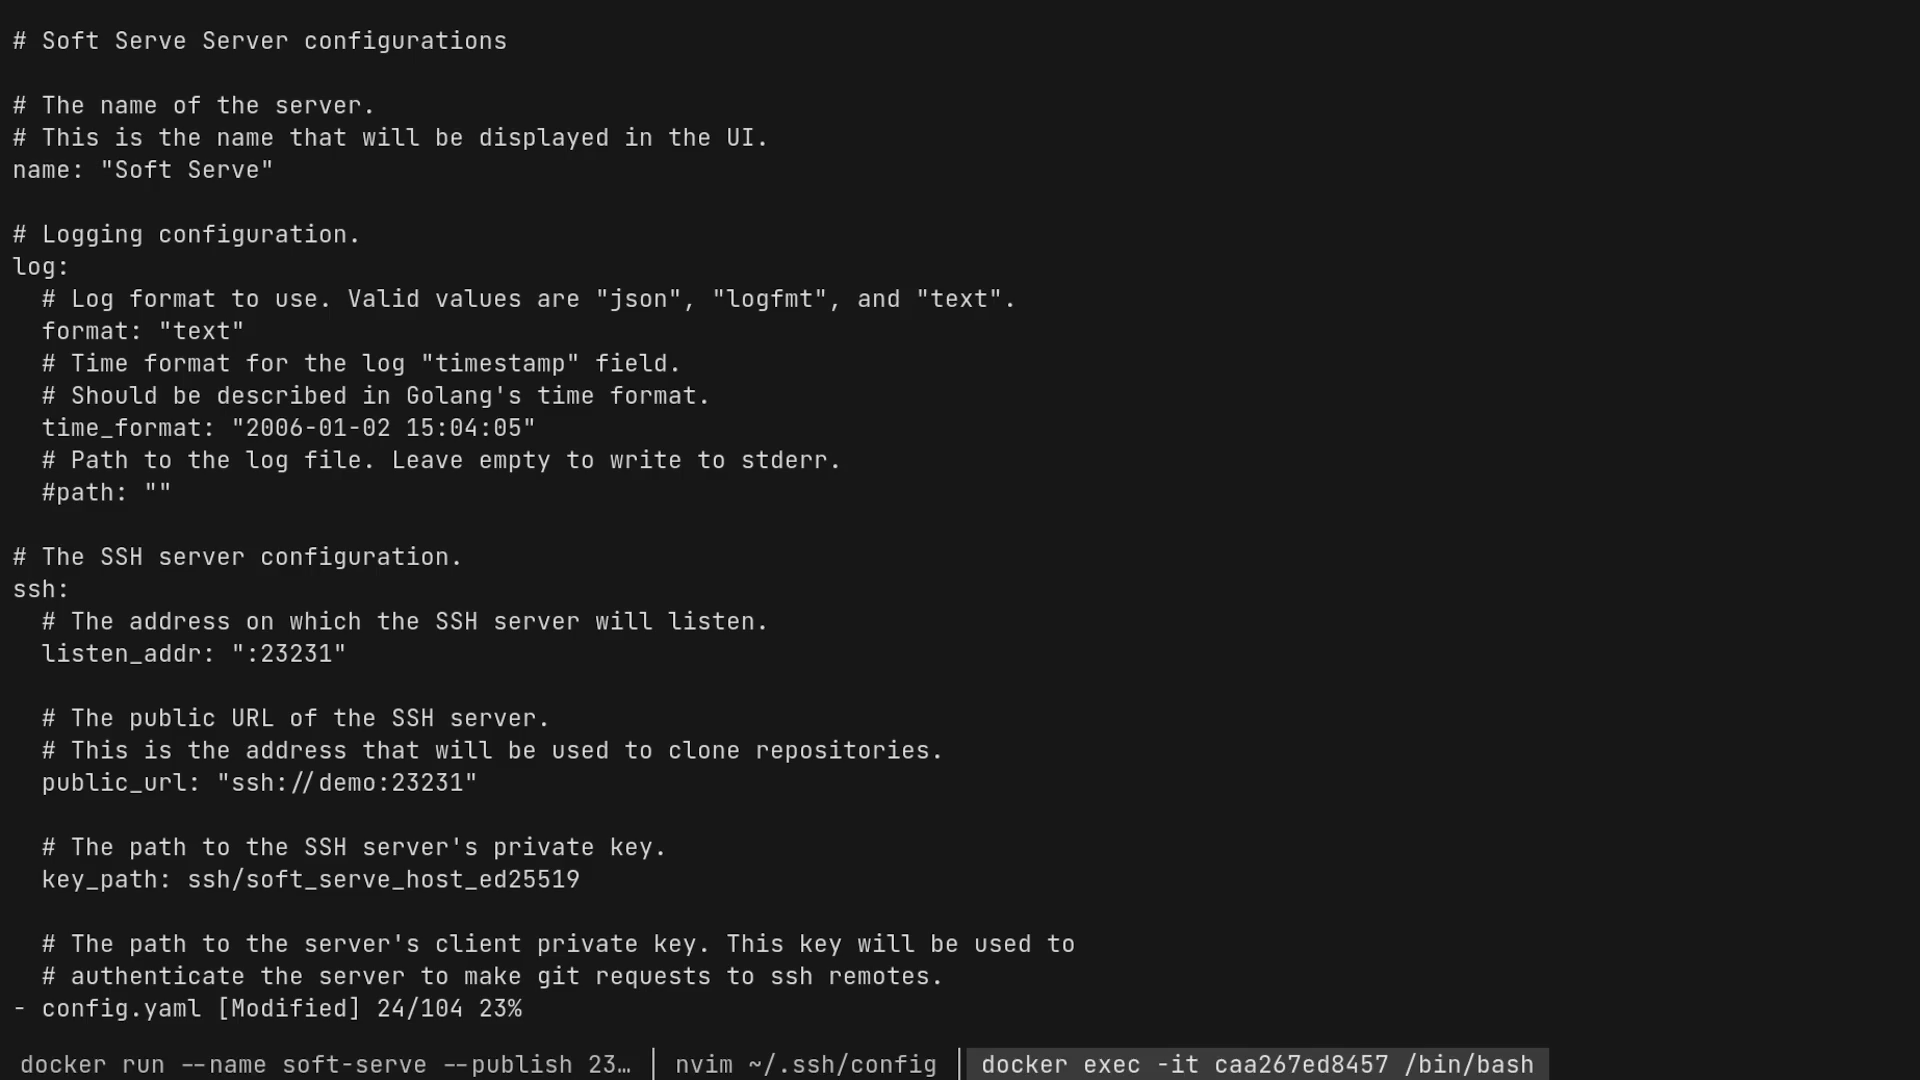 # Soft Serve Server configurations
# The name of the server.
# This is the name that will be displayed in the UI.
name: "Soft Serve"
# Logging configuration.
log:
# Log format to use. Valid values are "json", "logfmt", and "text".
format: "text"
# Time format for the log "timestamp" field.
# Should be described in Golang's time format.
time_format: "2006-01-02 15:04:05"
# Path to the log file. Leave empty to write to stderr.
#path: ""
# The SSH server configuration.
ssh:
# The address on which the SSH server will listen.
listen_addr: ":23231"
# The public URL of the SSH server.
# This is the address that will be used to clone repositories.
public_url: "ssh://demo:23231"
# The path to the SSH server's private key.
key_path: ssh/soft_serve_host_ed25519
# The path to the server's client private key. This key will be used to
# authenticate the server to make git requests to ssh remotes.
- config.yaml [Modified] 24/104 23%
docker run --name soft-serve --publish 23… | nvim ~/.ssh/config | docker exec -it caa267ed8457 /bin/bash